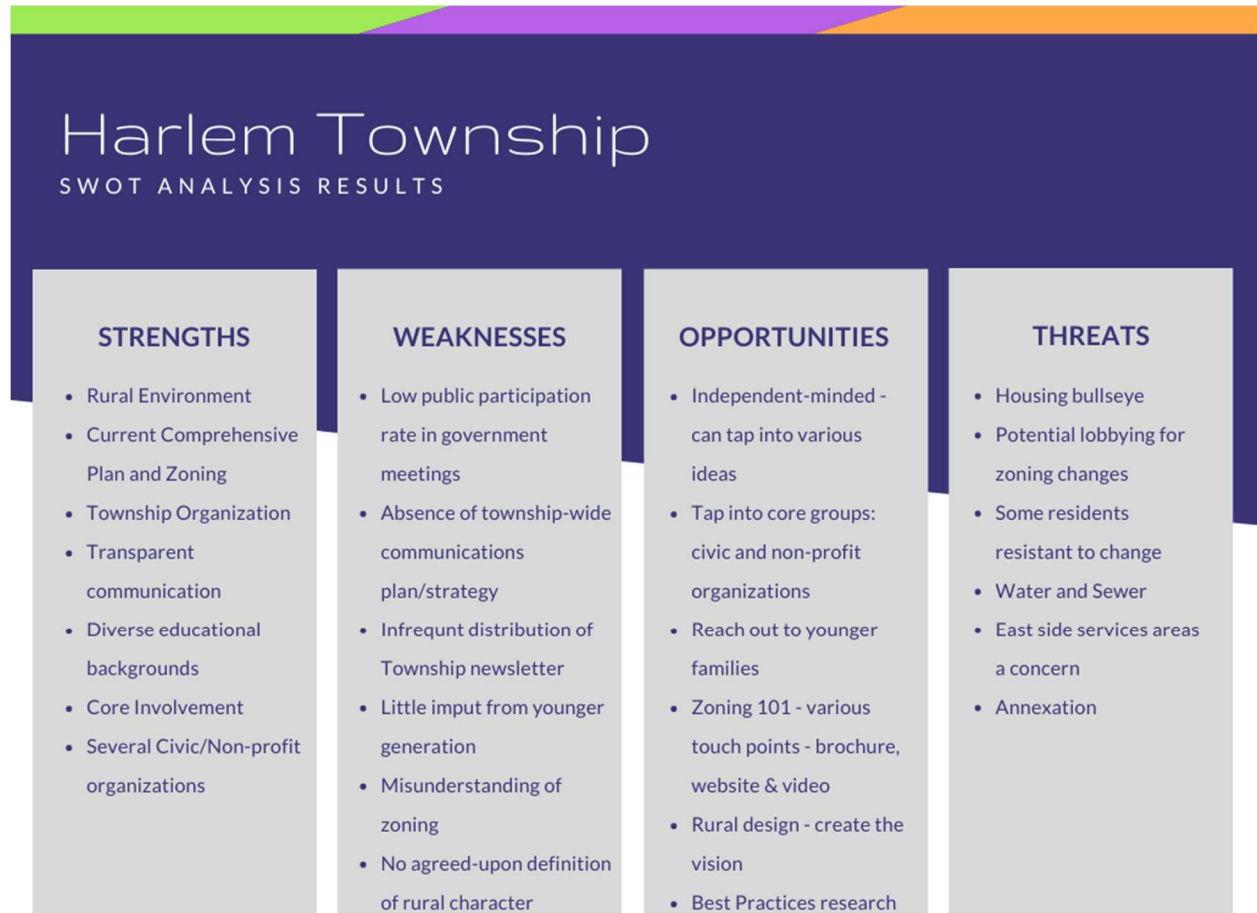 Harlem Township
SWOT ANALYSIS RESULTS
STRENGTHS
• Rural Environment
• Current Comprehensive
Plan and Zoning
• Township Organization
• Transparent
communication
• Diverse educational
backgrounds
• Core Involvement
• Several Civic/Non-profit
organizations
WEAKNESSES
• Low public participation
rate in government
meetings
• Absence of township-wide
communications
plan/strategy
• Infrequnt distribution of
Township newsletter
• Little imput from younger
generation
• Misunderstanding of
zoning
• No agreed-upon definition
of rural character
OPPORTUNITIES
• Independent-minded -
can tap into various
ideas
• Tap into core groups:
civic and non-profit
organizations
• Reach out to younger
families
• Zoning 101 - various
touch points - brochure,
website & video
• Rural design - create the
vision
• Best Practices research
THREATS
• Housing bullseye
• Potential lobbying for
zoning changes
• Some residents
resistant to change
• Water and Sewer
• East side services areas
a concern
• Annexation